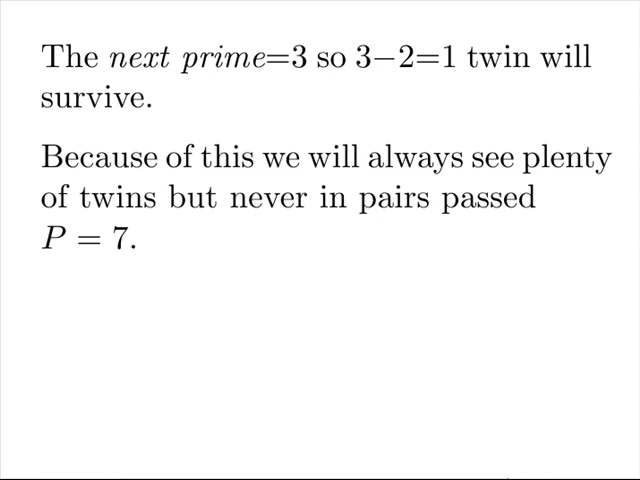 The next prime=3 so 3−2=1 twin will
survive.
Because of this we will always see plenty
of twins but never in pairs passed
P = 7.